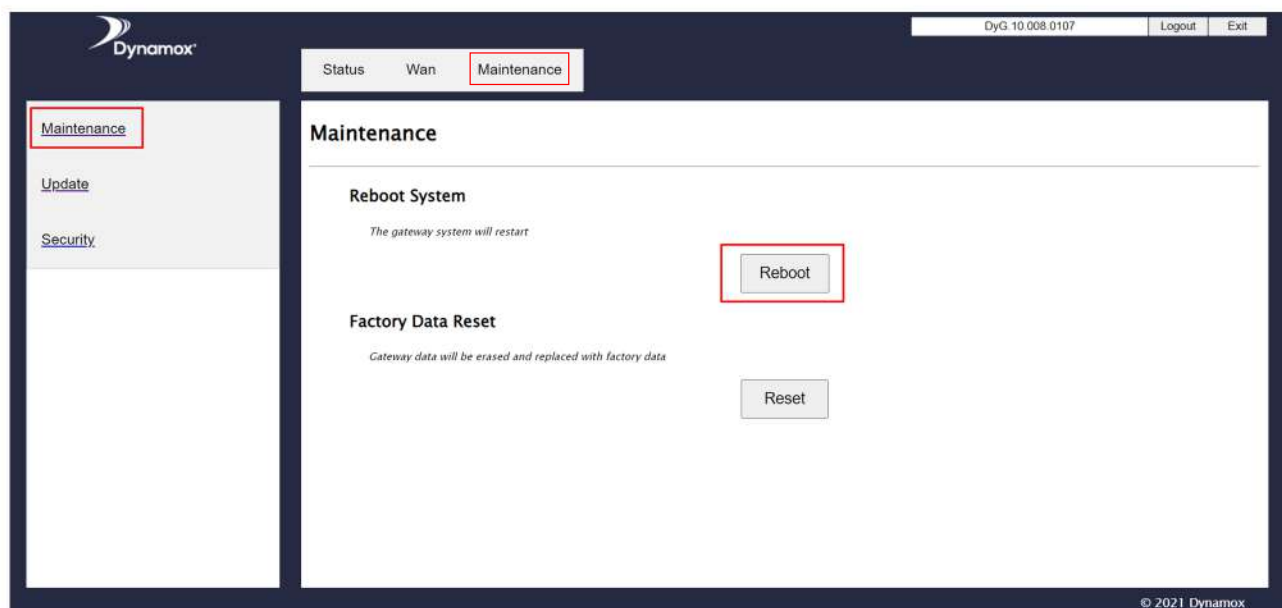 Dynamox
DyG.10.008.0107 Logout Exit
Status Wan Maintenance
Maintenance
Update
Security
Maintenance
Reboot System
The gateway system will restart
Reboot
Factory Data Reset
Gateway data will be erased and replaced with factory data
Reset
© 2021 Dynamox